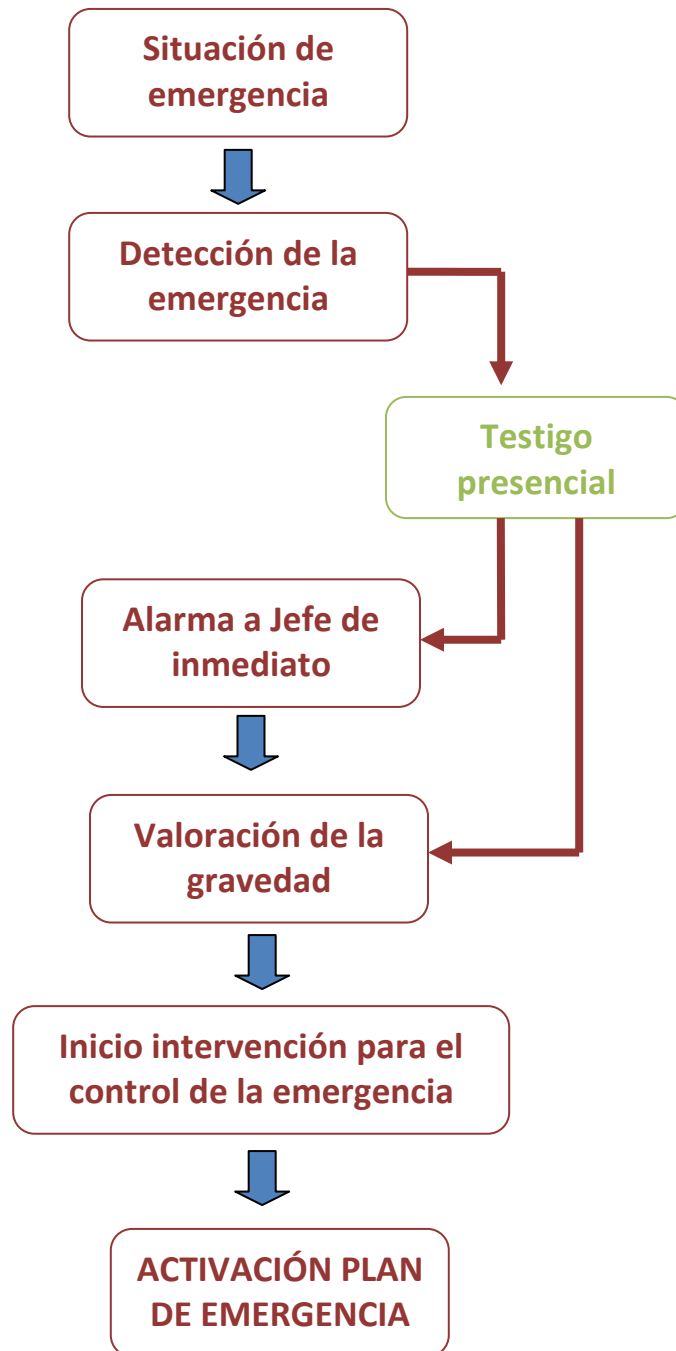 Situación de
emergencia
Detección de la
emergencia
Testigo
presencial
Alarma a Jefe de
inmediato
Valoración de la
gravedad
Inicio intervención para el
control de la emergencia
ACTIVACIÓN PLAN
DE EMERGENCIA